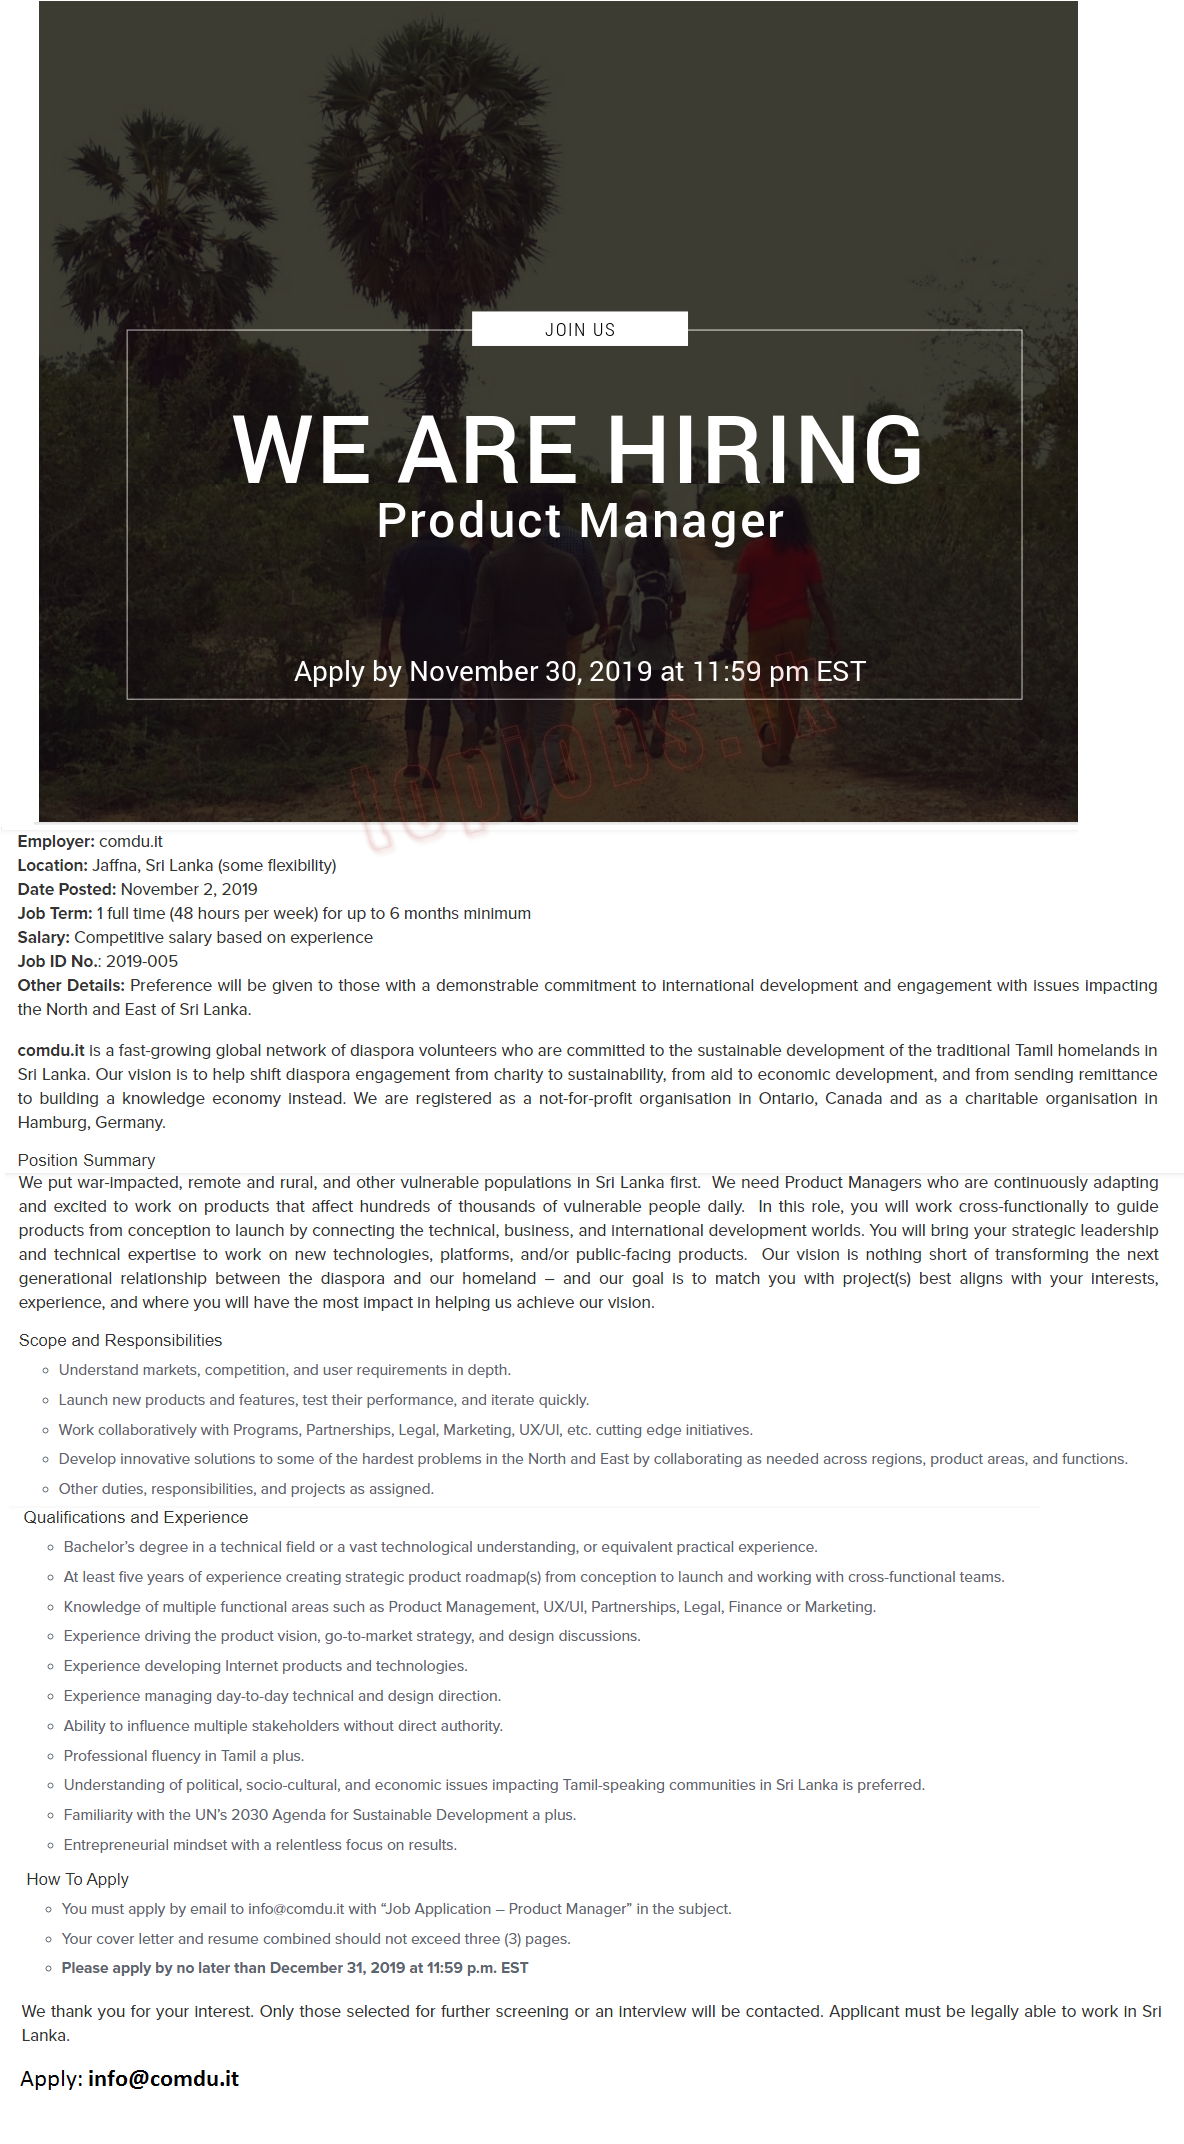 JOIN US
WE ARE HIRING
Product Manager
Apply by November 30, 2019 at 11:59 pm EST
topjobs.lk
Employer: comdu.it
Location: Jaffna, Sri Lanka (some flexibility)
Date Posted: November 2, 2019
Job Term: 1 full time (48 hours per week) for up to 6 months minimum
Salary: Competitive salary based on experience
Job ID No.: 2019-005
Other Details: Preference will be given to those with a demonstrable commitment to international development and engagement with issues impacting
the North and East of Sri Lanka.
comdu.it is a fast-growing global network of diaspora volunteers who are committed to the sustainable development of the traditional Tamil homelands in
Sri Lanka. Our vision is to help shift diaspora engagement from charity to sustainability, from aid to economic development, and from sending remittance
to building a knowledge economy instead. We are registered as a not-for-profit organisation in Ontario, Canada and as a charitable organisation in
Hamburg, Germany.
Position Summary
We put war-impacted, remote and rural, and other vulnerable populations in Sri Lanka first. We need Product Managers who are continuously adapting
and excited to work on products that affect hundreds of thousands of vulnerable people daily. In this role, you will work cross-functionally to guide
products from conception to launch by connecting the technical, business, and international development worlds. You will bring your strategic leadership
and technical expertise to work on new technologies, platforms, and/or public-facing products. Our vision is nothing short of transforming the next
generational relationship between the diaspora and our homeland – and our goal is to match you with project(s) best aligns with your interests,
experience, and where you will have the most impact in helping us achieve our vision.
Scope and Responsibilities
Understand markets, competition, and user requirements in depth.
Launch new products and features, test their performance, and iterate quickly.
Work collaboratively with Programs, Partnerships, Legal, Marketing, UX/UI, etc. cutting edge initiatives.
Develop innovative solutions to some of the hardest problems in the North and East by collaborating as needed across regions, product areas, and functions.
Other duties, responsibilities, and projects as assigned.
Qualifications and Experience
Bachelor's degree in a technical field or a vast technological understanding, or equivalent practical experience.
At least five years of experience creating strategic product roadmap(s) from conception to launch and working with cross-functional teams.
Knowledge of multiple functional areas such as Product Management, UX/UI, Partnerships, Legal, Finance or Marketing.
Experience driving the product vision, go-to-market strategy, and design discussions.
Experience developing Internet products and technologies.
Experience managing day-to-day technical and design direction.
Ability to influence multiple stakeholders without direct authority.
Professional fluency in Tamil a plus.
Understanding of political, socio-cultural, and economic issues impacting Tamil-speaking communities in Sri Lanka is preferred.
Familiarity with the UN's 2030 Agenda for Sustainable Development a plus.
Entrepreneurial mindset with a relentless focus on results.
How To Apply
You must apply by email to info@comdu.it with “Job Application – Product Manager” in the subject.
Your cover letter and resume combined should not exceed three (3) pages.
Please apply by no later than December 31, 2019 at 11:59 p.m. EST
We thank you for your interest. Only those selected for further screening or an interview will be contacted. Applicant must be legally able to work in Sri
Lanka.
Apply: info@comdu.it